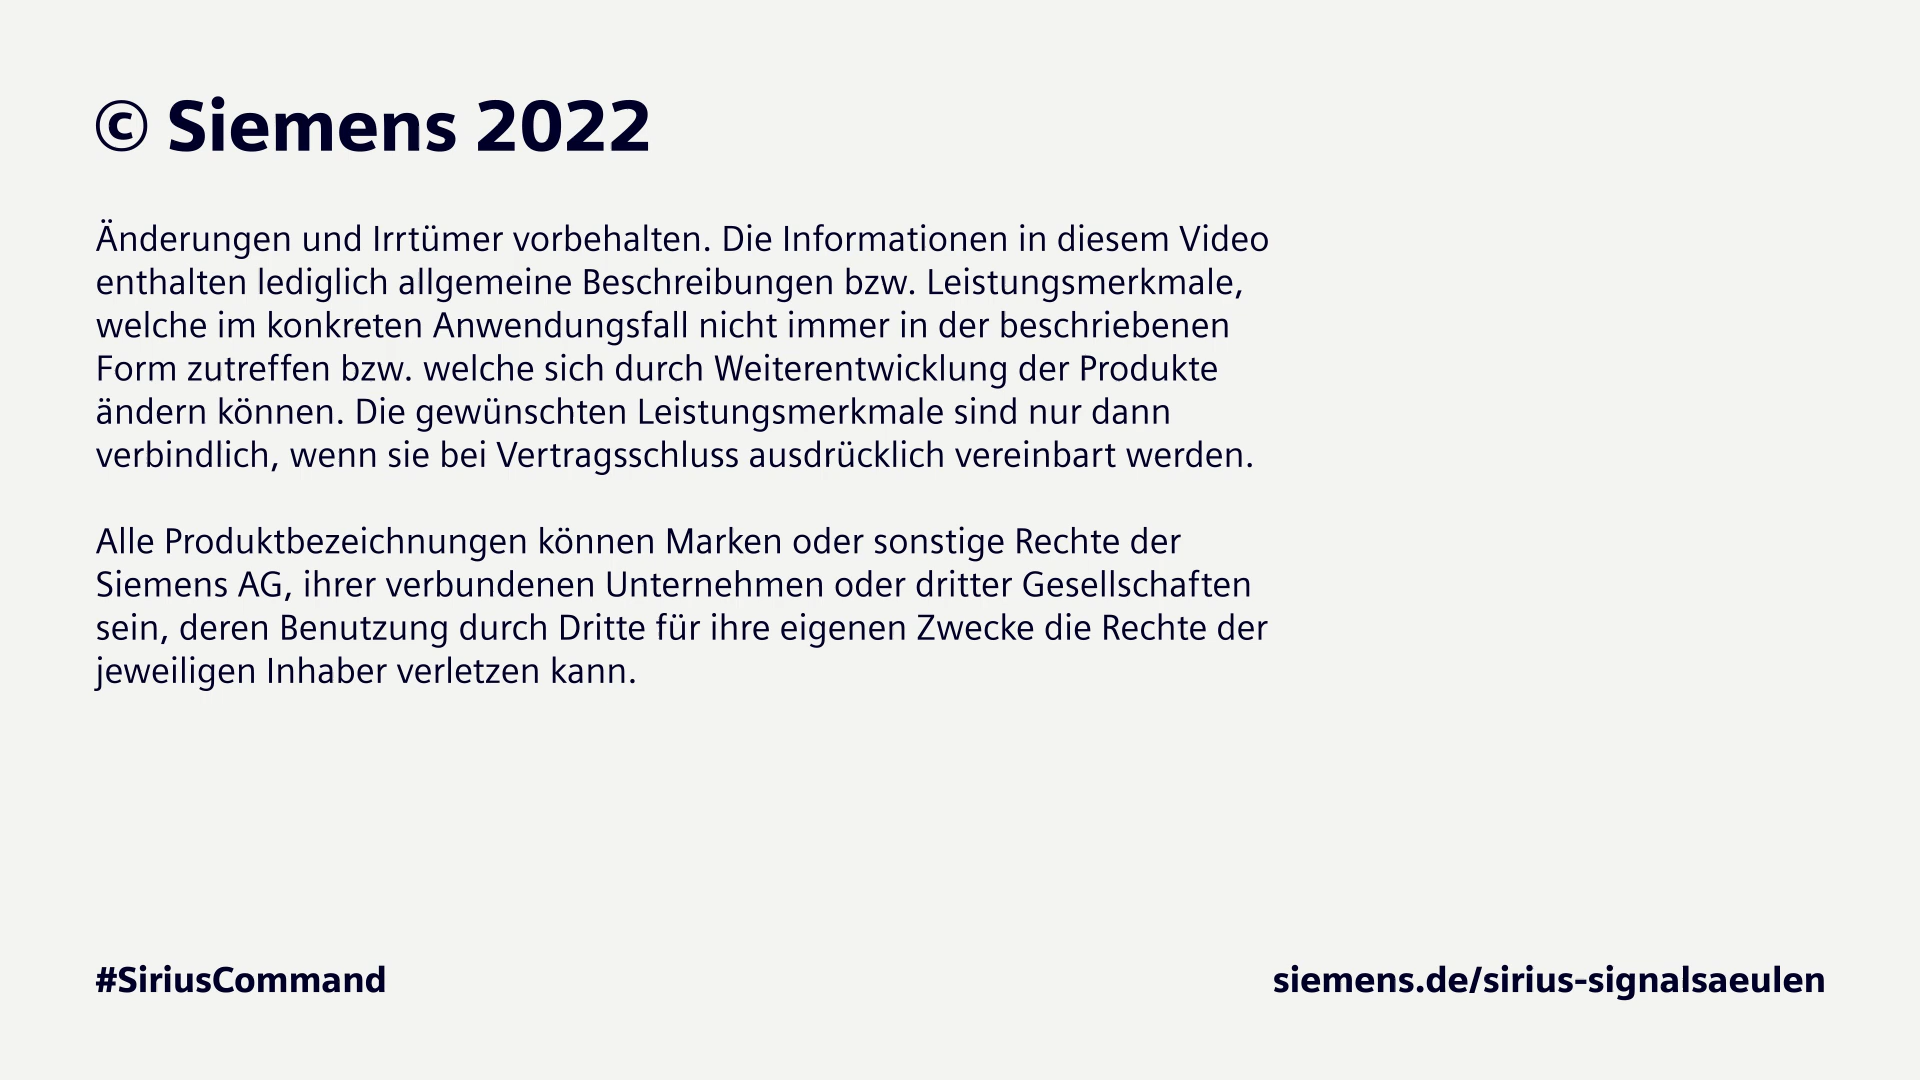 © Siemens 2022
Änderungen und Irrtümer vorbehalten. Die Informationen in diesem Video
enthalten lediglich allgemeine Beschreibungen bzw. Leistungsmerkmale,
welche im konkreten Anwendungsfall nicht immer in der beschriebenen
Form zutreffen bzw. welche sich durch Weiterentwicklung der Produkte
ändern können. Die gewünschten Leistungsmerkmale sind nur dann
verbindlich, wenn sie bei Vertragsschluss ausdrücklich vereinbart werden.
Alle Produktbezeichnungen können Marken oder sonstige Rechte der
Siemens AG, ihrer verbundenen Unternehmen oder dritter Gesellschaften
sein, deren Benutzung durch Dritte für ihre eigenen Zwecke die Rechte der
jeweiligen Inhaber verletzen kann.
#SiriusCommand
siemens.de/sirius-signalsaeulen